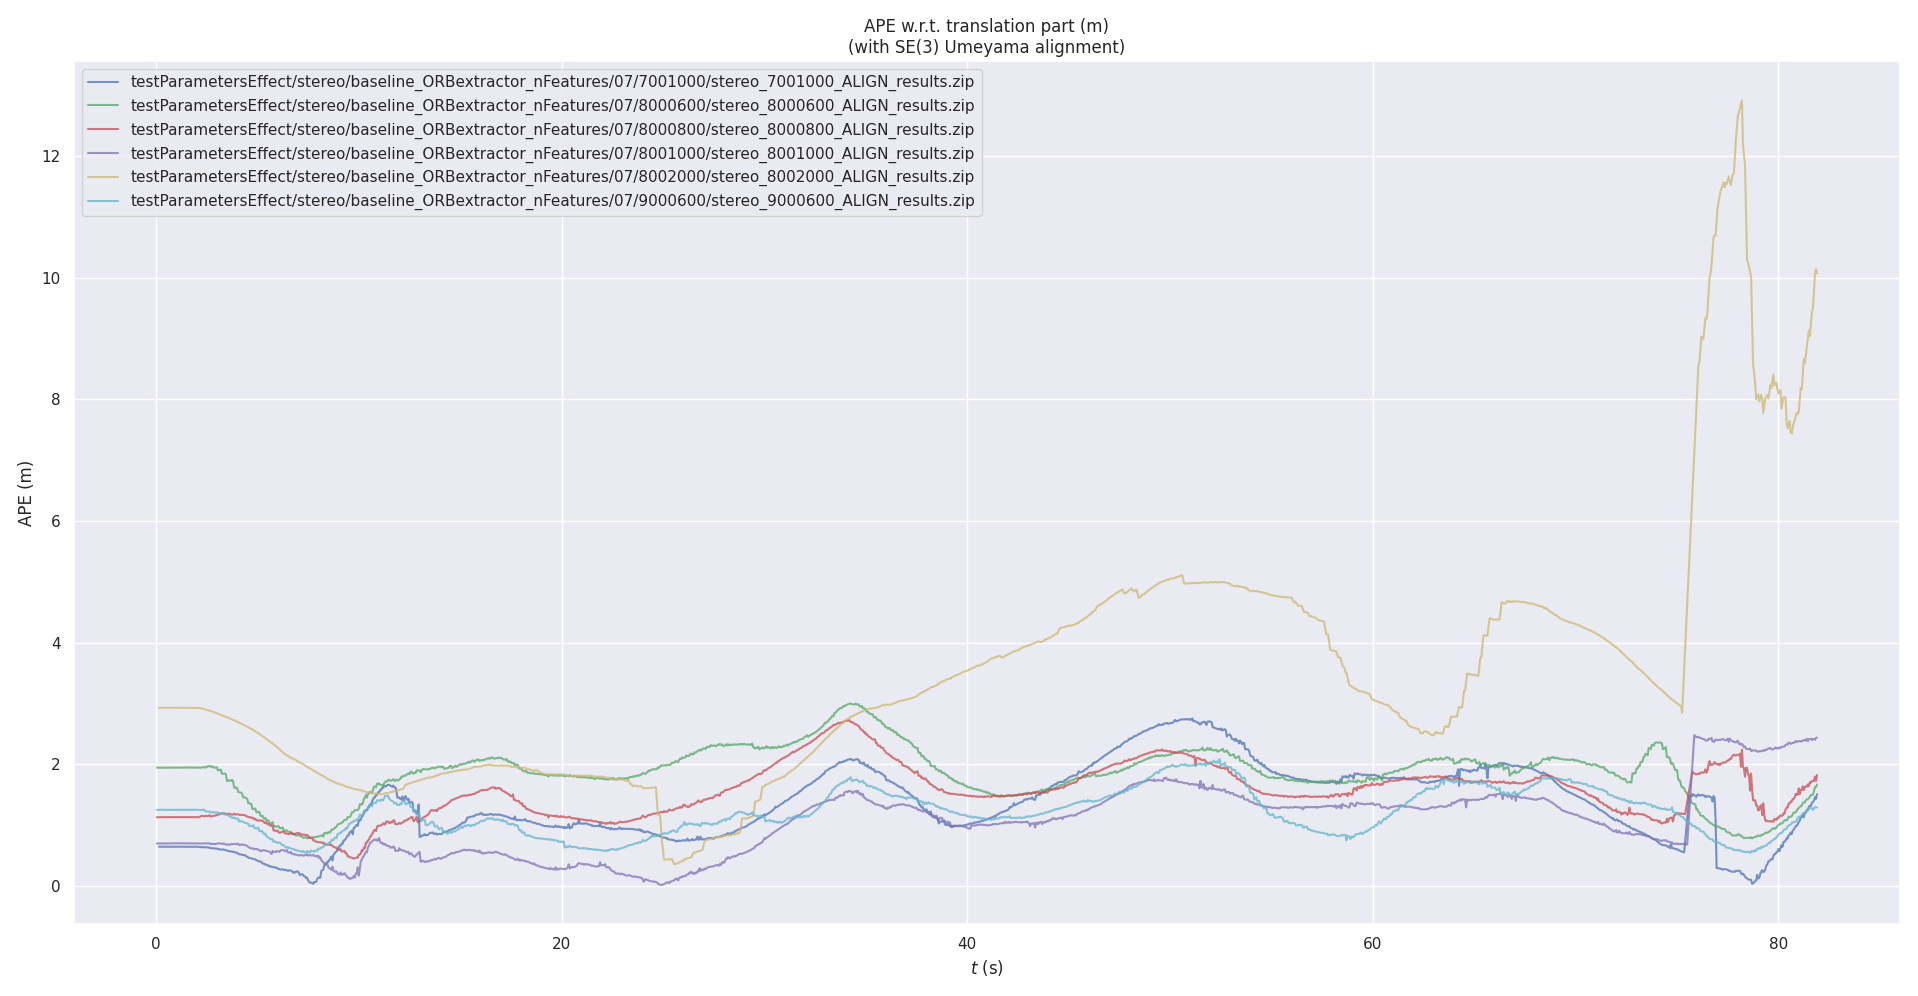 APE w.r.t. translation part (m)
(with SE(3) Umeyama alignment)
testParametersEffect/stereo/baseline_ORBextractor_nFeatures/07/7001000/stereo_7001000_ALIGN_results.zip
testParametersEffect/stereo/baseline_ORBextractor_nFeatures/07/8000600/stereo_8000600_ALIGN_results.zip
testParametersEffect/stereo/baseline_ORBextractor_nFeatures/07/8000800/stereo_8000800_ALIGN_results.zip
testParametersEffect/stereo/baseline_ORBextractor_nFeatures/07/8001000/stereo_8001000_ALIGN_results.zip
testParametersEffect/stereo/baseline_ORBextractor_nFeatures/07/8002000/stereo_8002000_ALIGN_results.zip
testParametersEffect/stereo/baseline_ORBextractor_nFeatures/07/9000600/stereo_9000600_ALIGN_results.zip
12
10
8
6
4
2
0
APE (m)
0 20 40 60 80
t (s)